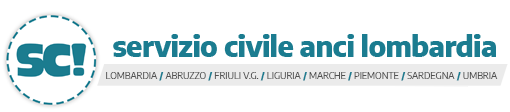 sc!
servizio civile anci lombardia
LOMBARDIA / ABRUZZO / FRIULI V.G. / LIGURIA / MARCHE / PIEMONTE / SARDEGNA / UMBRIA